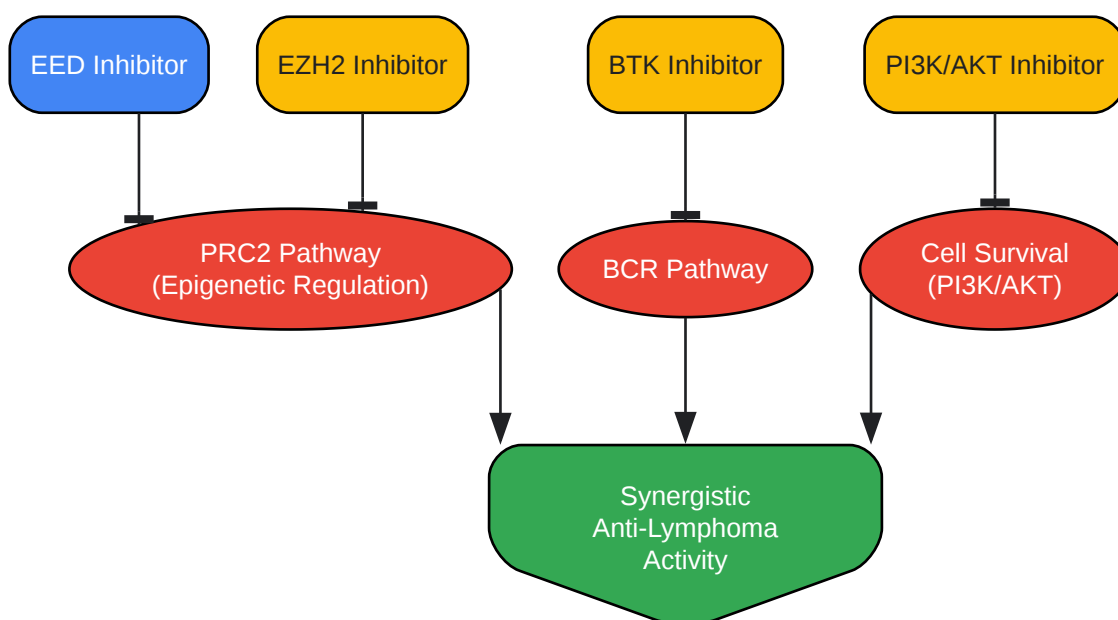 EED Inhibitor
EZH2 Inhibitor
BTK Inhibitor
PI3K/AKT Inhibitor
PRC2 Pathway
(Epigenetic Regulation)
BCR Pathway
Cell Survival
(PI3K/AKT)
Synergistic
Anti-Lymphoma
Activity